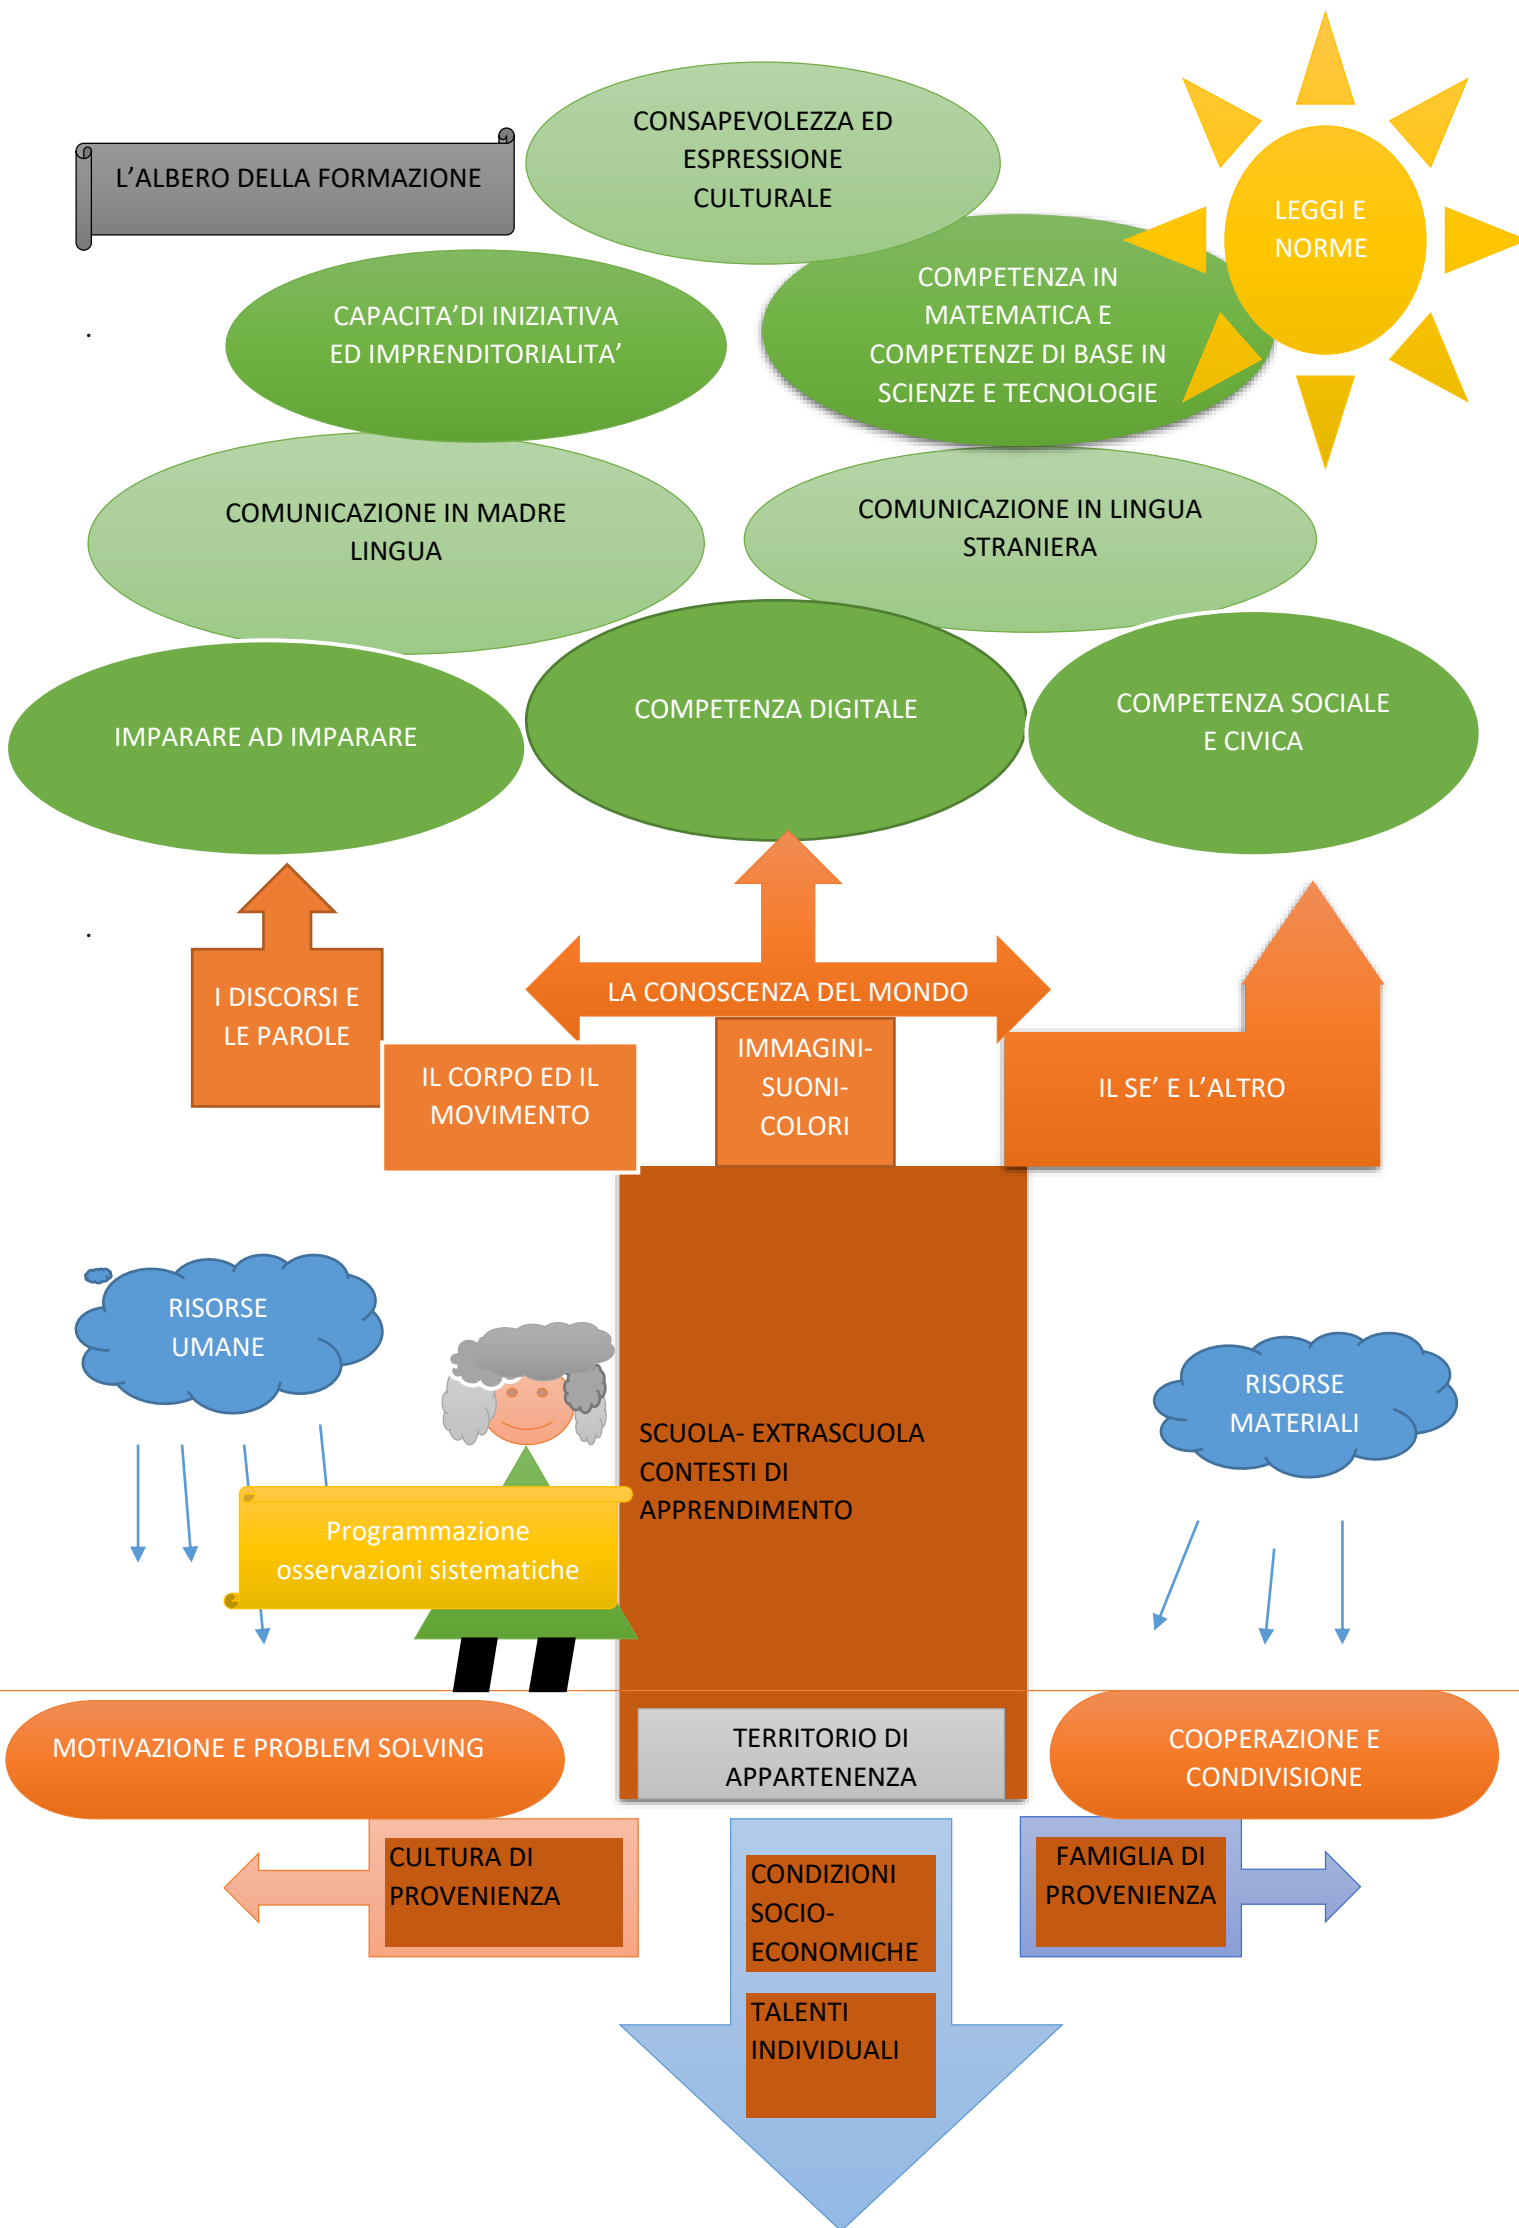 CONSAPEVOLEZZA ED
ESPRESSIONE
CULTURALE
L’ALBERO DELLA FORMAZIONE
LEGGI E
NORME
CAPACITA’DI INIZIATIVA
ED IMPRENDITORIALITA’
COMPETENZA IN
MATEMATICA E
COMPETENZE DI BASE IN
SCIENZE E TECNOLOGIE
.
COMUNICAZIONE IN MADRE
LINGUA
COMUNICAZIONE IN LINGUA
STRANIERA
IMPARARE AD IMPARARE
COMPETENZA DIGITALE
COMPETENZA SOCIALE
E CIVICA
.
I DISCORSI E
LE PAROLE
LA CONOSCENZA DEL MONDO
IL CORPO ED IL
MOVIMENTO
IMMAGINI-
SUONI-
COLORI
IL SE’ E L’ALTRO
RISORSE
UMANE
RISORSE
MATERIALI
SCUOLA- EXTRASCUOLA
CONTESTI DI
APPRENDIMENTO
Programmazione
osservazioni sistematiche
MOTIVAZIONE E PROBLEM SOLVING
TERRITORIO DI
APPARTENENZA
COOPERAZIONE E
CONDIVISIONE
CULTURA DI
PROVENIENZA
CONDIZIONI
SOCIO-
ECONOMICHE
FAMIGLIA DI
PROVENIENZA
TALENTI
INDIVIDUALI